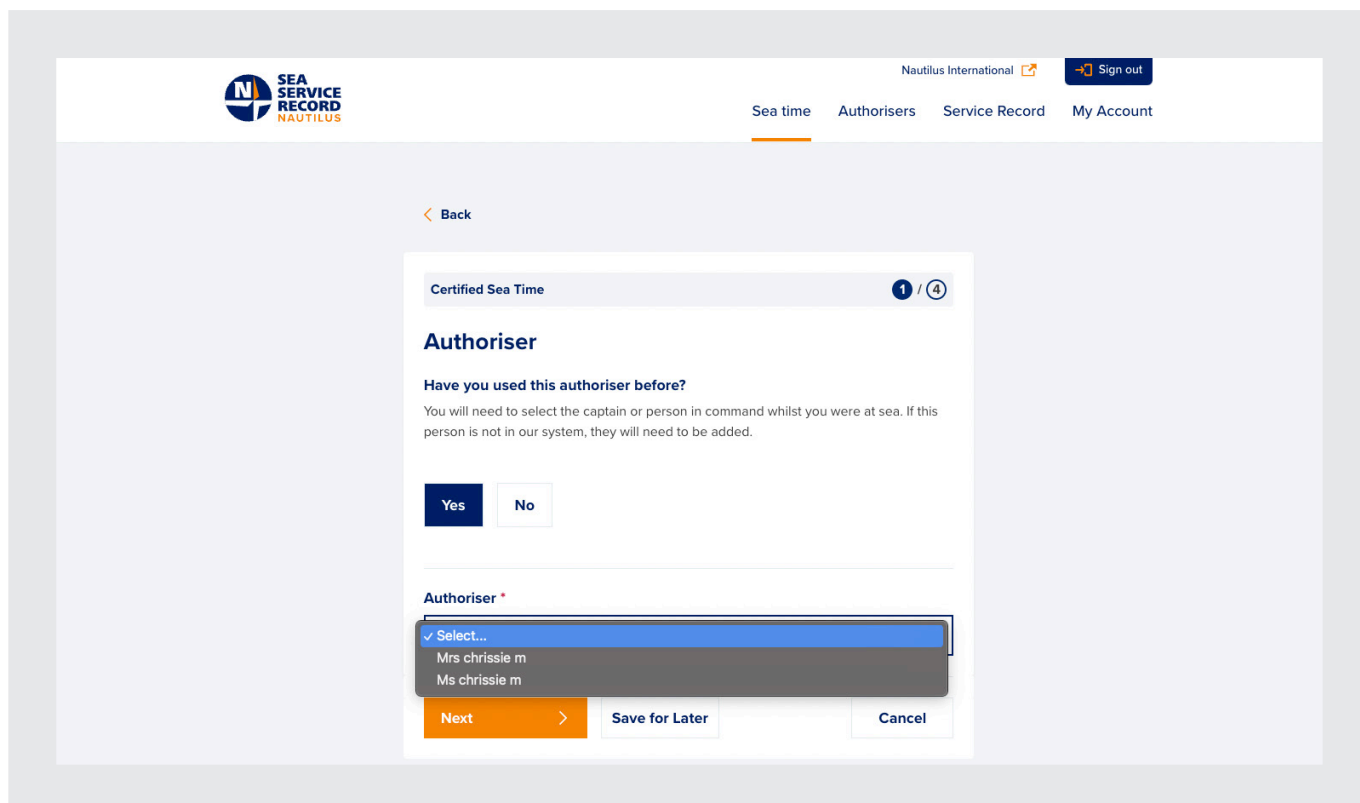 Nautilus International
Sign out
N
SEA
SERVICE
RECORD
NAUTILUS
Sea time Authorisers Service Record My Account
Back
Certified Sea Time 1 / 4
Authoriser
Have you used this authoriser before?
You will need to select the captain or person in command whilst you were at sea. If this
person is not in our system, they will need to be added.
Yes No
Authoriser *
✓ Select...
Mrs chrissie m
Ms chrissie m
Next Save for Later Cancel